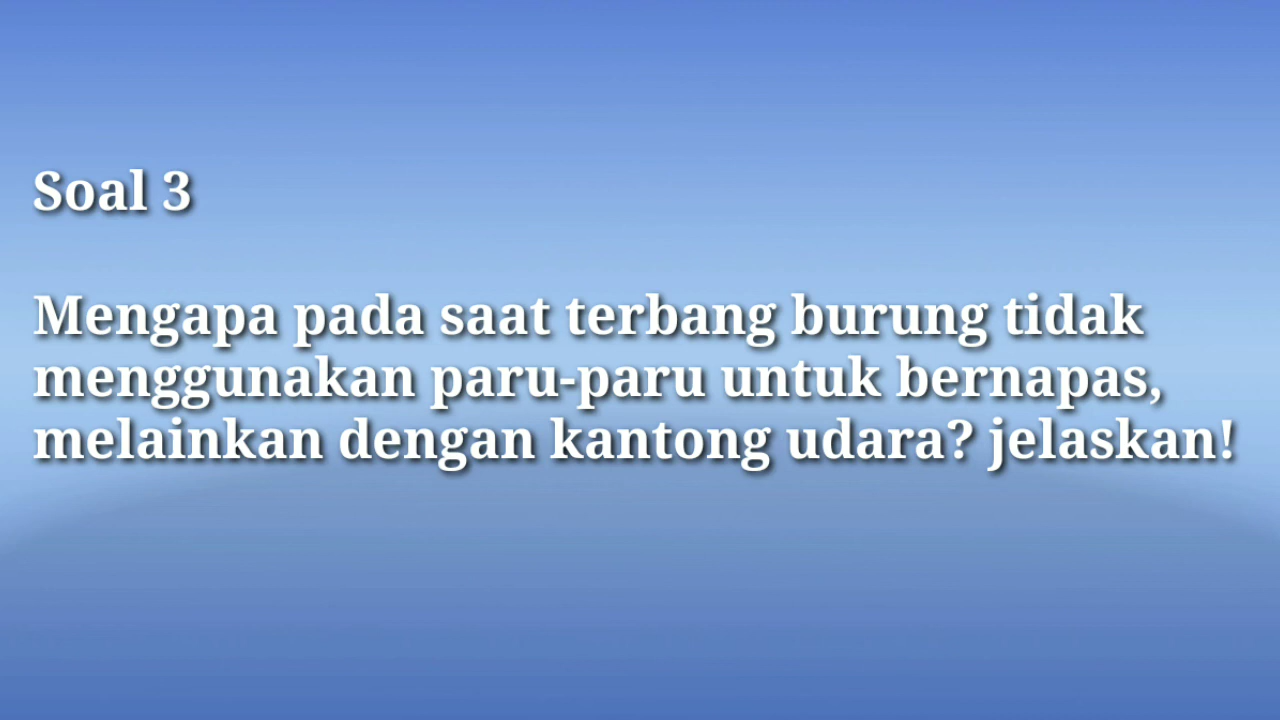 Soal 3
Mengapa pada saat terbang burung tidak
menggunakan paru-paru untuk bernapas,
melainkan dengan kantong udara? jelaskan!